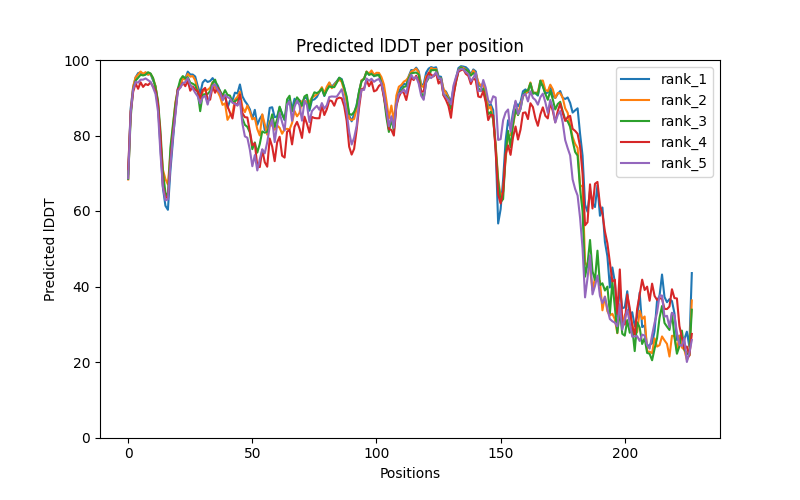 Predicted lDDT per position
100
80
60
40
20
0
Predicted lDDT
0 50 100 150 200
Positions
rank_1
rank_2
rank_3
rank_4
rank_5